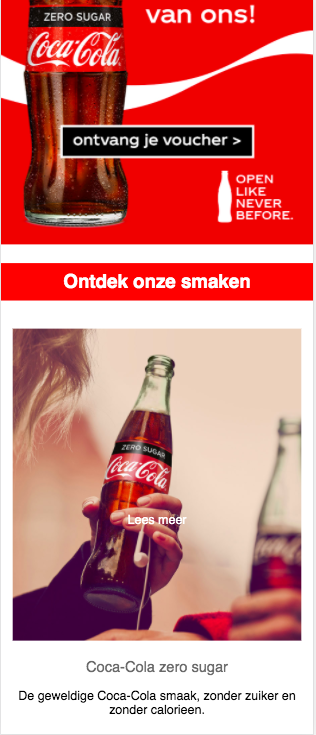 ZERO SUGAR
van ons!
Coca-Cola
ontvang je voucher >
OPEN
LIKE
NEVER
BEFORE.
Ontdek onze smaken
ZERO SUGAR
Coca-Cola
Lees meer
Coca-Cola zero sugar
De geweldige Coca-Cola smaak, zonder zuiker en
zonder calorieen.